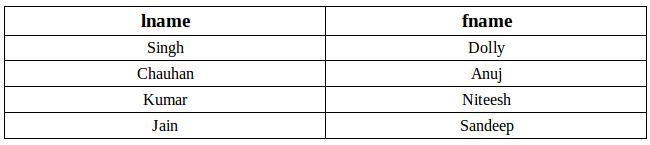 lname fname
Singh Dolly
Chauhan Anuj
Kumar Niteesh
Jain Sandeep